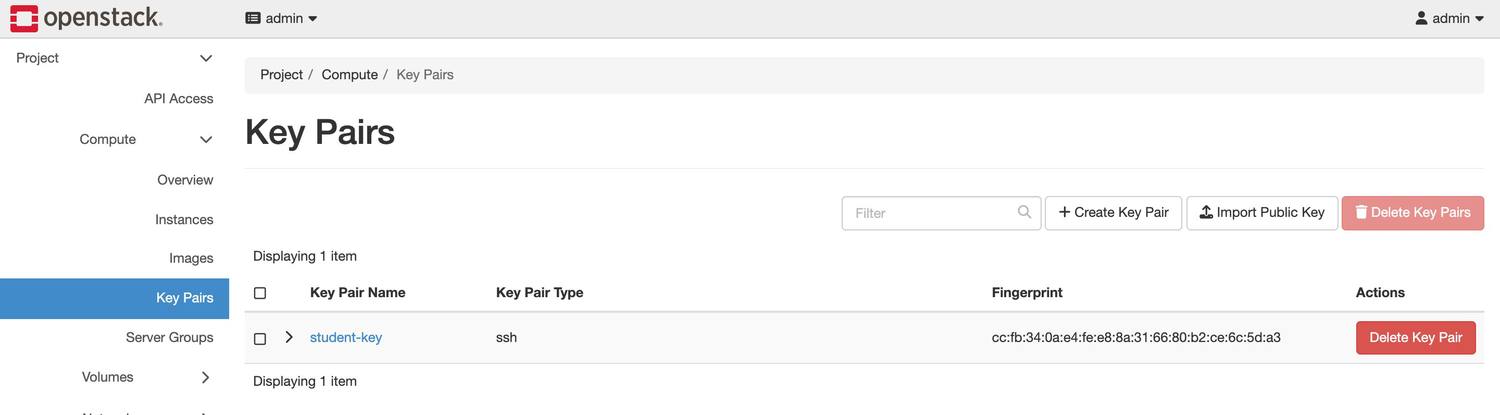 openstack.
admin
admin
Project
API Access
Compute
Overview
Instances
Images
Key Pairs
Server Groups
Volumes
Project / Compute / Key Pairs
Key Pairs
Filter
Create Key Pair
Import Public Key
Delete Key Pairs
Displaying 1 item
Key Pair Name Key Pair Type Fingerprint Actions
student-key ssh cc:fb:34:0a:e4:fe:e8:8a:31:66:80:b2:ce:6c:5d:a3 Delete Key Pair
Displaying 1 item